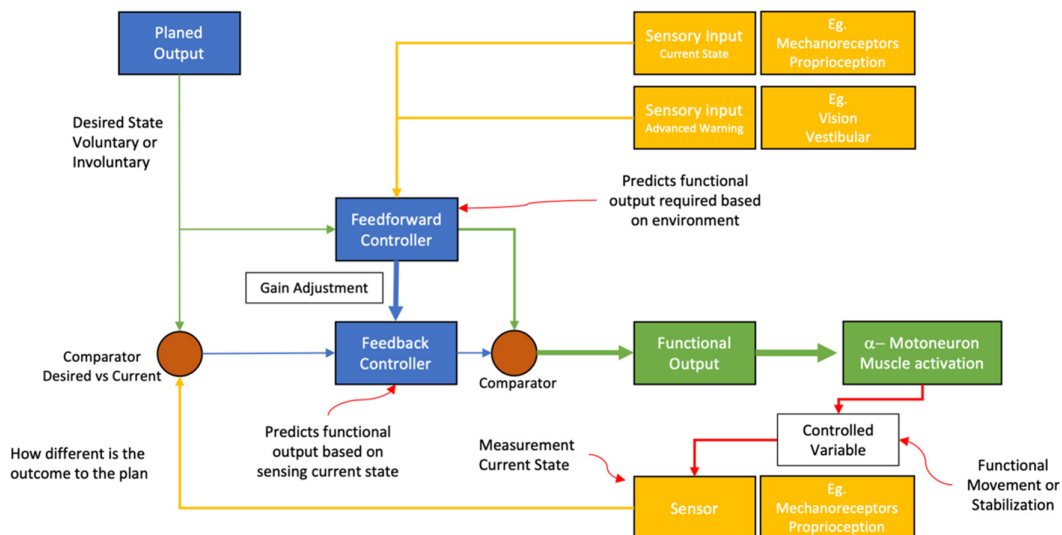 Planed
Output
Sensory Input
Current State
Eg.
Mechanoreceptors
Proprioception
Sensory input
Advanced Warning
Eg.
Vision
Vestibular
Desired State
Voluntary or
Involuntary
Predicts functional
output required based
on environment
Feedforward
Controller
Gain Adjustment
Comparator
Desired vs Current
Feedback
Controller
Comparator
Functional
Output
α– Motoneuron
Muscle activation
How different is the
outcome to the plan
Predicts functional
output based on
sensing current state
Measurement
Current State
Controlled
Variable
Functional
Movement or
Stabilization
Sensor
Eg.
Mechanoreceptors
Proprioception